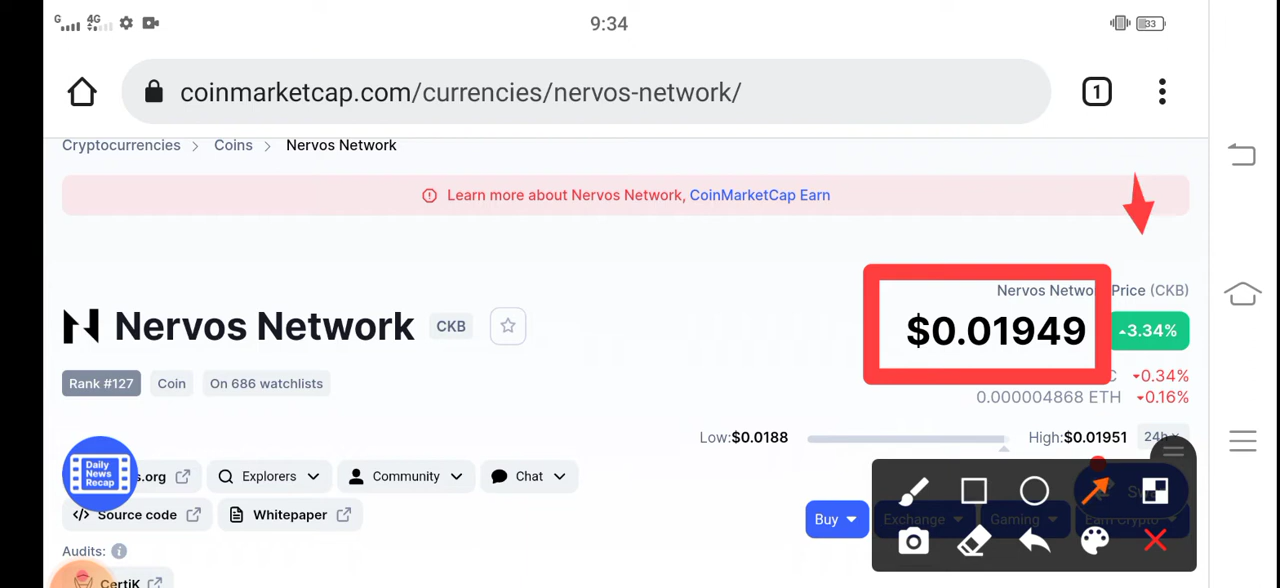 G 4G 9:34 33
coinmarketcap.com/currencies/nervos-network/ 1
Cryptocurrencies > Coins > Nervos Network
Learn more about Nervos Network, CoinMarketCap Earn
Nervos Netwo Price (CKB)
Nervos Network CKB $0.01949 3.34%
Rank #127 Coin On 686 watchlists C 0.34%
0.000004868 ETH 0.16%
Low:$0.0188 High:$0.01951 24h
Daily News Recap
s.org Explorers Community Chat
Source code Whitepaper
Buy Exchange Gaming Earn Crypto
Audits: i
CertiK